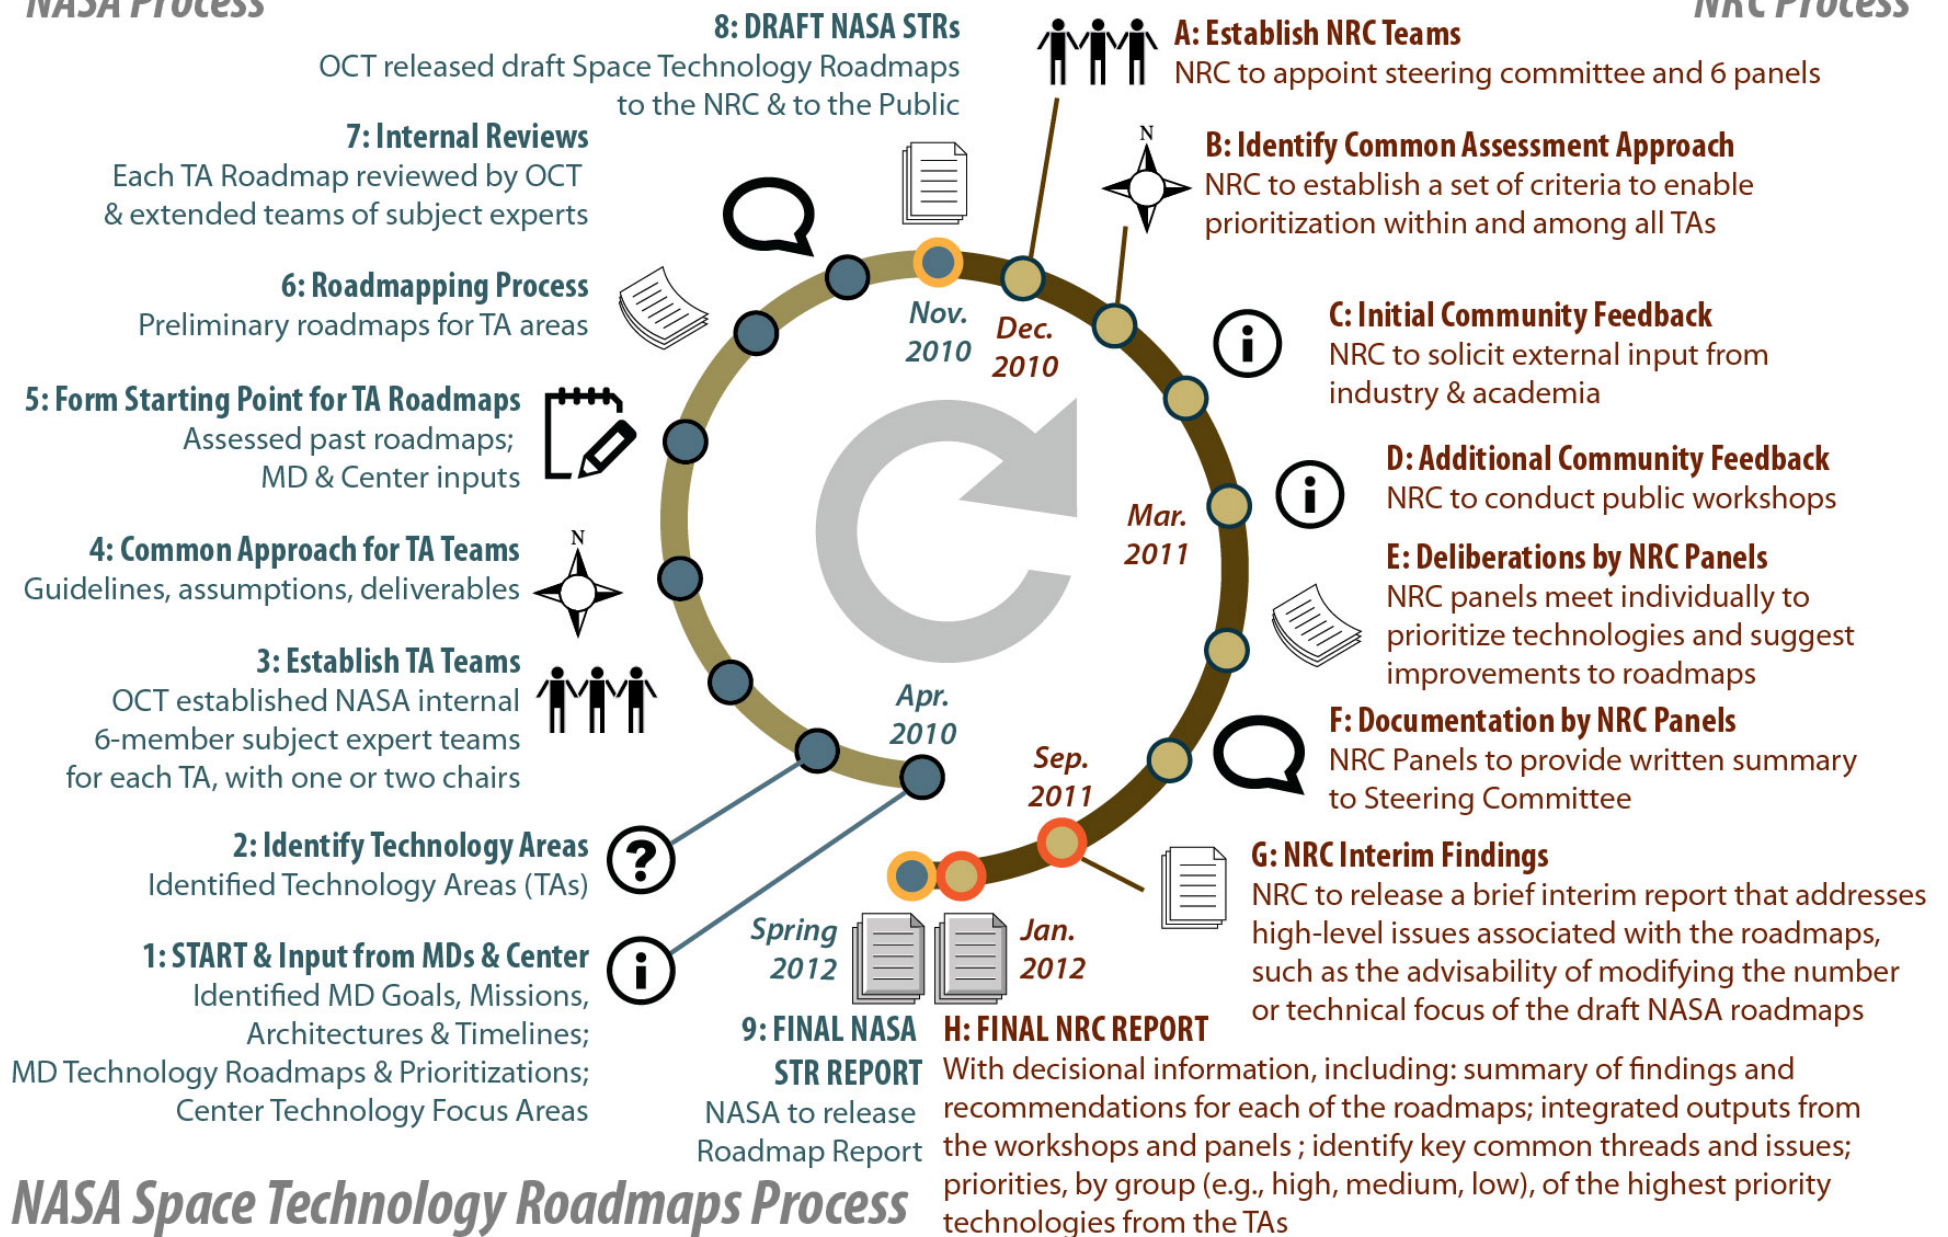 NASA Process
NRC Process
8: DRAFT NASA STRs
OCT released draft Space Technology Roadmaps
to the NRC & to the Public
7: Internal Reviews
Each TA Roadmap reviewed by OCT
& extended teams of subject experts
6: Roadmapping Process
Preliminary roadmaps for TA areas
5: Form Starting Point for TA Roadmaps
Assessed past roadmaps;
MD & Center inputs
4: Common Approach for TA Teams
Guidelines, assumptions, deliverables
N
3: Establish TA Teams
OCT established NASA internal
6-member subject expert teams
for each TA, with one or two chairs
2: Identify Technology Areas
Identified Technology Areas (TAs)
?
1: START & Input from MDs & Center
Identified MD Goals, Missions,
Architectures & Timelines;
MD Technology Roadmaps & Prioritizations;
Center Technology Focus Areas
i
Nov.
2010
Dec.
2010
Mar.
2011
Apr.
2010
Sep.
2011
Spring
2012
Jan.
2012
A: Establish NRC Teams
NRC to appoint steering committee and 6 panels
N
B: Identify Common Assessment Approach
NRC to establish a set of criteria to enable
prioritization within and among all TAs
i
C: Initial Community Feedback
NRC to solicit external input from
industry & academia
i
D: Additional Community Feedback
NRC to conduct public workshops
E: Deliberations by NRC Panels
NRC panels meet individually to
prioritize technologies and suggest
improvements to roadmaps
F: Documentation by NRC Panels
NRC Panels to provide written summary
to Steering Committee
G: NRC Interim Findings
NRC to release a brief interim report that addresses
high-level issues associated with the roadmaps,
such as the advisability of modifying the number
or technical focus of the draft NASA roadmaps
9: FINAL NASA
STR REPORT
NASA to release
Roadmap Report
H: FINAL NRC REPORT
With decisional information, including: summary of findings and
recommendations for each of the roadmaps; integrated outputs from
the workshops and panels ; identify key common threads and issues;
priorities, by group (e.g., high, medium, low), of the highest priority
technologies from the TAs
NASA Space Technology Roadmaps Process